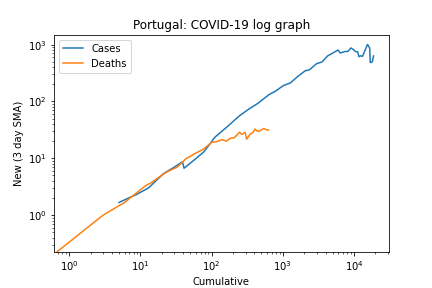 Portugal: COVID-19 log graph
Cases
Deaths
New (3 day SMA)
10³
10²
10¹
10⁰
10⁰ 10¹ 10² 10³ 10⁴
Cumulative